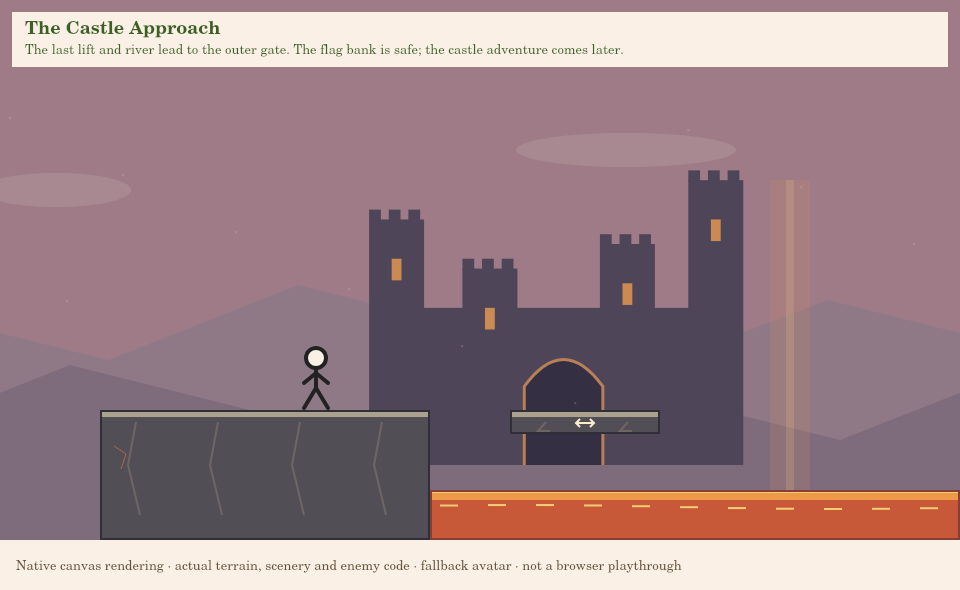 The Castle Approach
The last lift and river lead to the outer gate. The flag bank is safe; the castle adventure comes later.
Native canvas rendering · actual terrain, scenery and enemy code · fallback avatar · not a browser playthrough